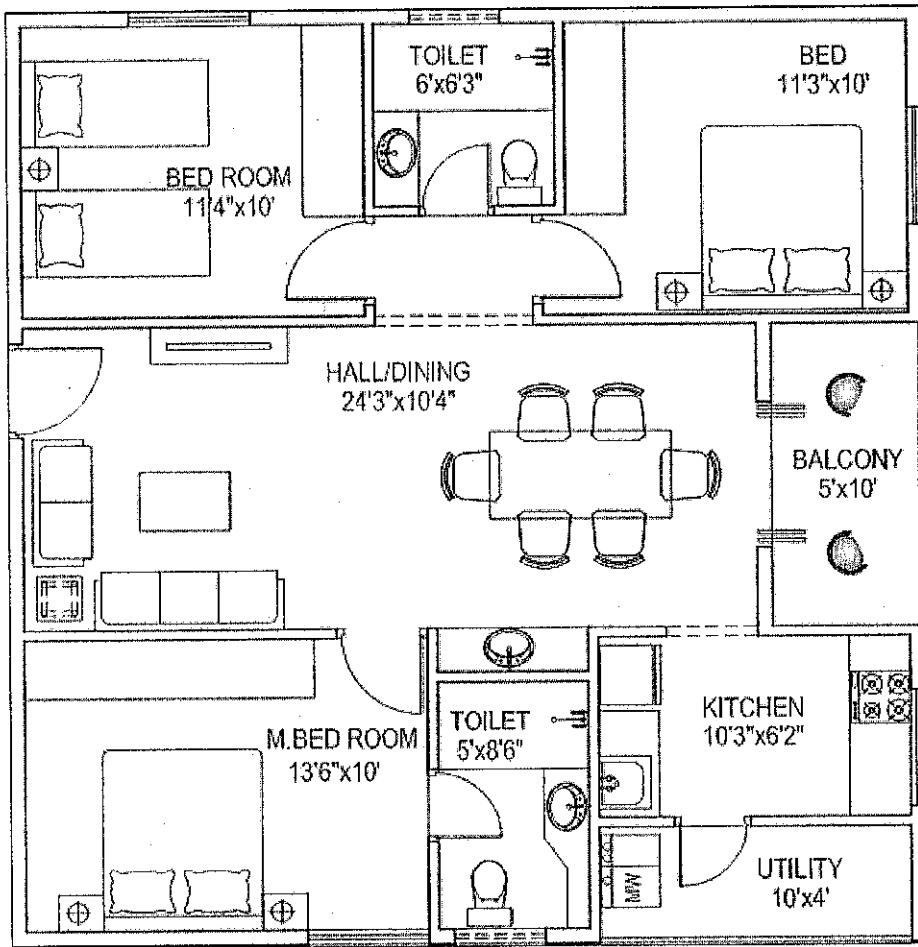 TOILET
6'x6'3"
BED
11'3"x10'
BED ROOM
11'4"x10'
HALL/DINING
24'3"x10'4"
BALCONY
5'x10'
M.BED ROOM
13'6"x10'
TOILET
5'x8'6"
KITCHEN
10'3"x6'2"
UTILITY
10'x4'
MW